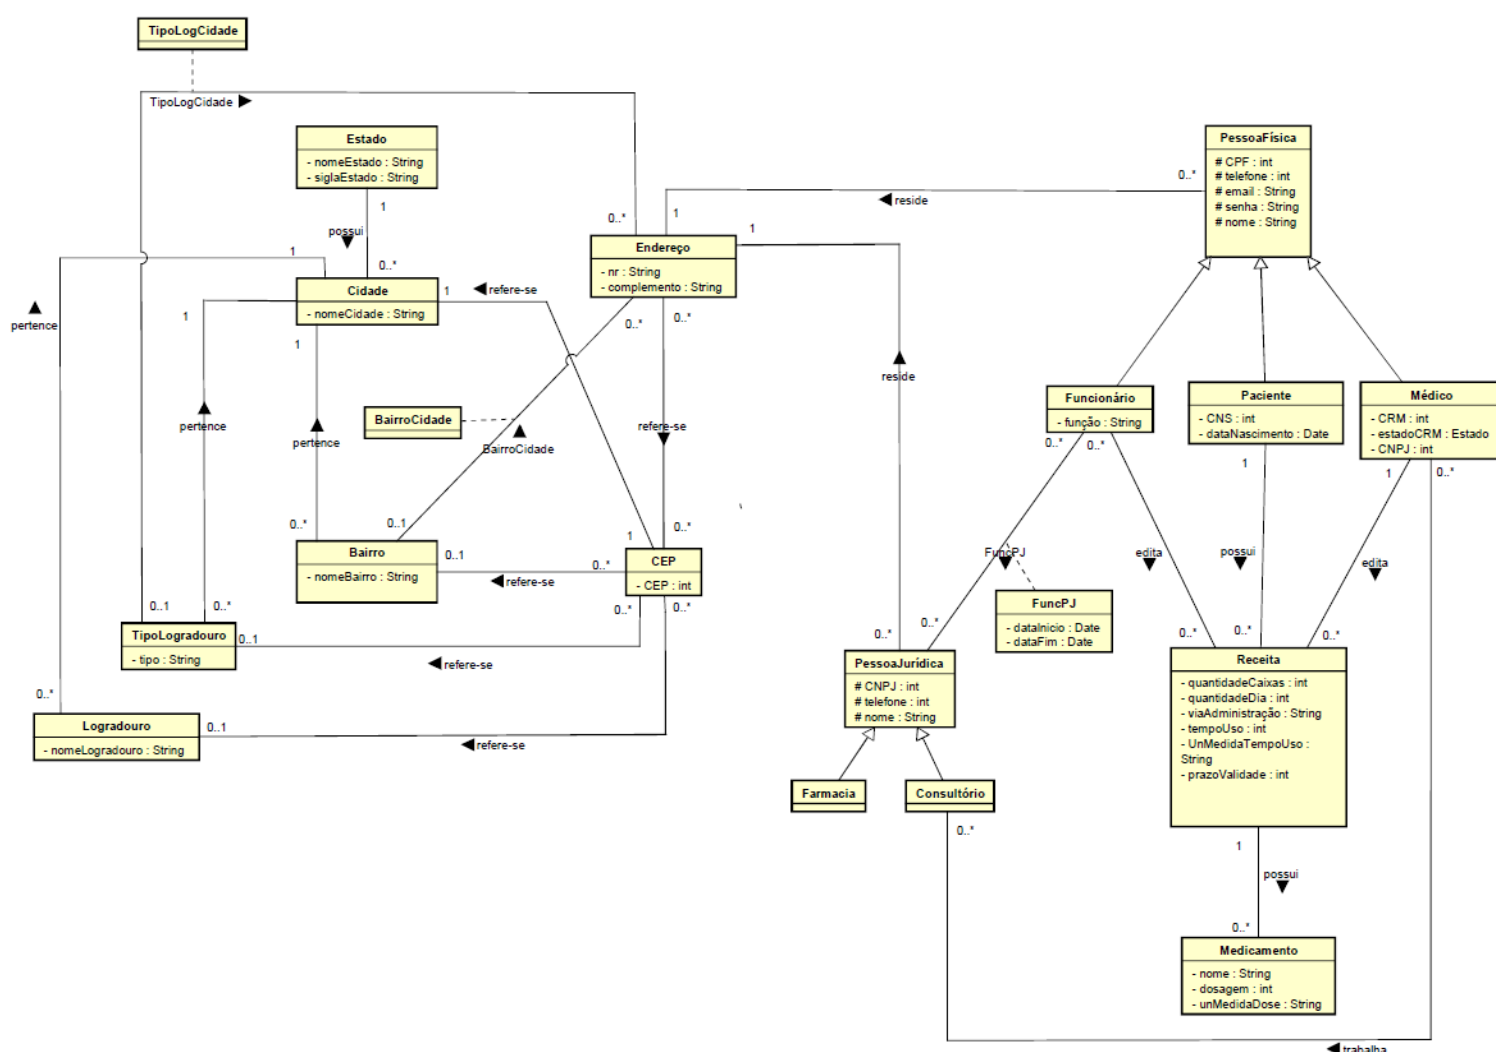 TipoLogCidade
TipoLogCidade
Estado
- nomeEstado : String
- siglaEstado : String
1
possui
0..*
1
Cidade
- nomeCidade : String
1
1
1
refere-se
pertence
pertence
pertence
0..*
1
Endereço
- nr : String
- complemento : String
1
0..*
0..*
reside
0..*
PessoaFísica
# CPF : int
# telefone : int
# email : String
# senha : String
# nome : String
BairroCidade
BairroCidade
refere-se
reside
0..1
0..*
Bairro
- nomeBairro : String
0..1
refere-se
0..*
1
0..*
CEP
- CEP : int
0..*
0..*
0..1
0..*
TipoLogradouro
- tipo : String
0..1
refere-se
0..*
Logradouro
- nomeLogradouro : String
0..1
refere-se
Funcionário
- função : String
0..*
0..*
Paciente
- CNS : int
- dataNascimento : Date
1
Médico
- CRM : int
- estadoCRM : Estado
- CNPJ : int
1
0..*
FuncPJ
edita
possui
edita
FuncPJ
- dataInicio : Date
- dataFim : Date
0..*
0..*
PessoaJurídica
# CNPJ : int
# telefone : int
# nome : String
0..*
0..*
0..*
Receita
- quantidadeCaixas : int
- quantidadeDia : int
- viaAdministração : String
- tempoUso : int
- UnMedidaTempoUso :
String
- prazoValidade : int
Farmacia
Consultório
0..*
1
possui
0..*
Medicamento
- nome : String
- dosagem : int
- unMedidaDose : String
trabalha